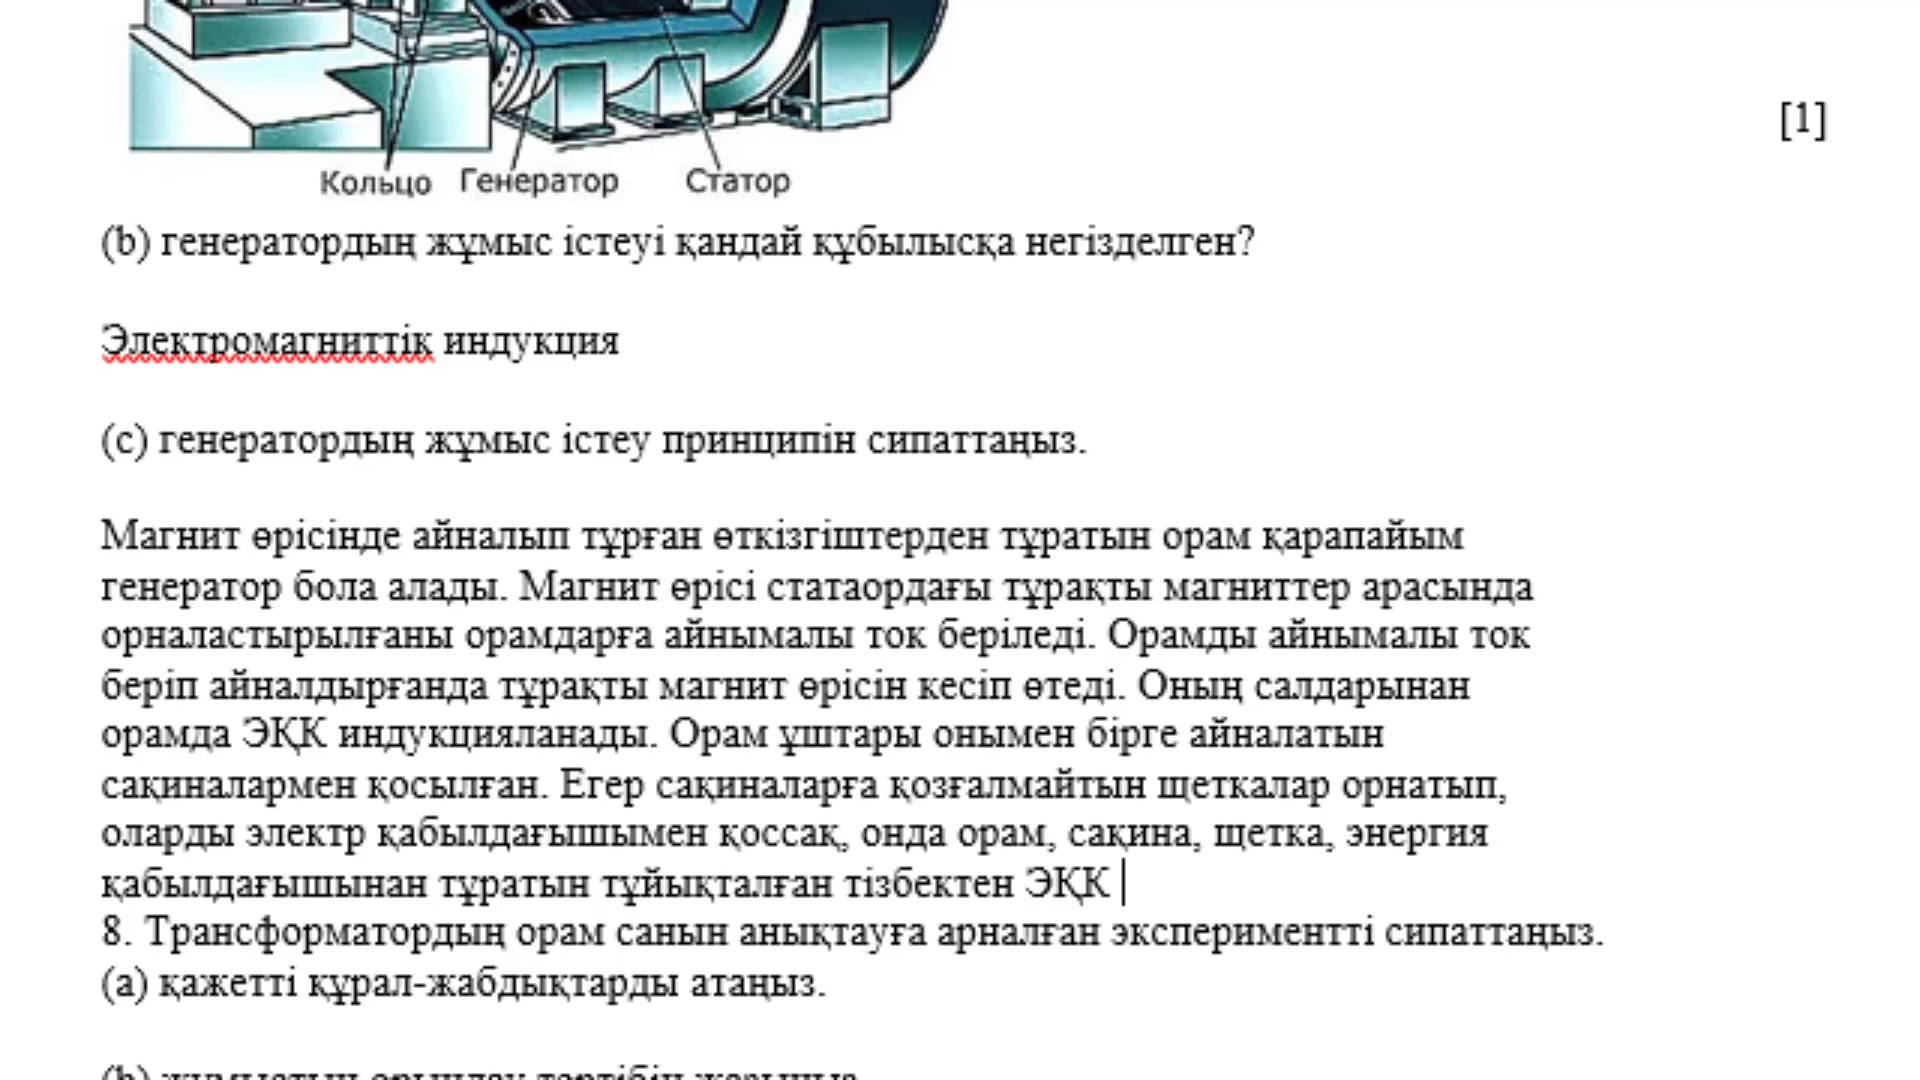 [1]
Кольцо Генератор Статор
(b) генератордың жұмыс істеуі қандай құбылысқа негізделген?
Электромагниттік индукция
(c) генератордың жұмыс істеу принципін сипаттаңыз.
Магнит өрісінде айналып тұрған өткізгіштерден тұратын орам қарапайым
генератор бола алады. Магнит өрісі статаордағы тұрақты магниттер арасында
орналастырылғаны орамдарға айнымалы ток беріледі. Орамды айнымалы ток
беріп айналдырғанда тұрақты магнит өрісін кесіп өтеді. Оның салдарынан
орамда ЭҚК индукцияланады. Орам ұштары онымен бірге айналатын
сақиналармен қосылған. Егер сақиналарға қозғалмайтын щеткалар орнатып,
оларды электр қабылдағышымен қоссақ, онда орам, сақина, щетка, энергия
қабылдағышынан тұратын тұйықталған тізбектен ЭҚК
8. Трансформатордың орам санын анықтауға арналған экспериментті сипаттаңыз.
(a) қажетті құрал-жабдықтарды атаңыз.
(b) жұмыстың орындау тәртібін жазыңыз